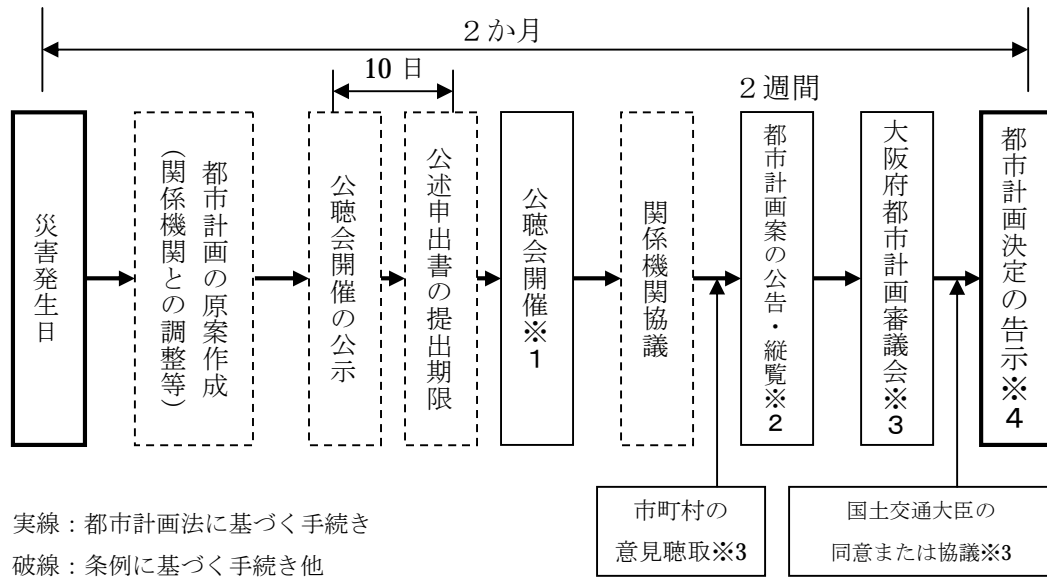 ２か月
10 日
２週間
災害発生日
都市計画の原案作成
（関係機関との調整等）
公聴会開催の公示
公述申出書の提出期限
公聴会開催※１
関係機関協議
都市計画案の公告・縦覧※２
大阪府都市計画審議会※３
都市計画決定の告示※４
市町村の
意見聴取※3
国土交通大臣の
同意または協議※3
実線：都市計画法に基づく手続き
破線：条例に基づく手続き他